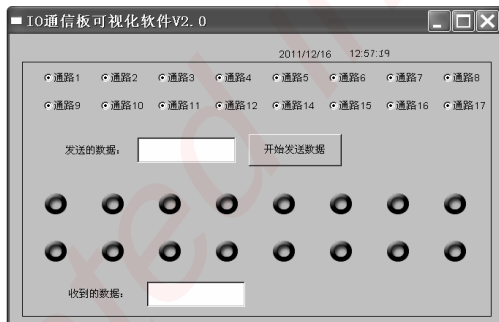 IO通信板可视化软件V2.0
2011/12/16 12:57:19
通路1 通路2 通路3 通路4 通路5 通路6 通路7 通路8
通路9 通路10 通路11 通路12 通路14 通路15 通路16 通路17
发送的数据： 开始发送数据
收到的数据：